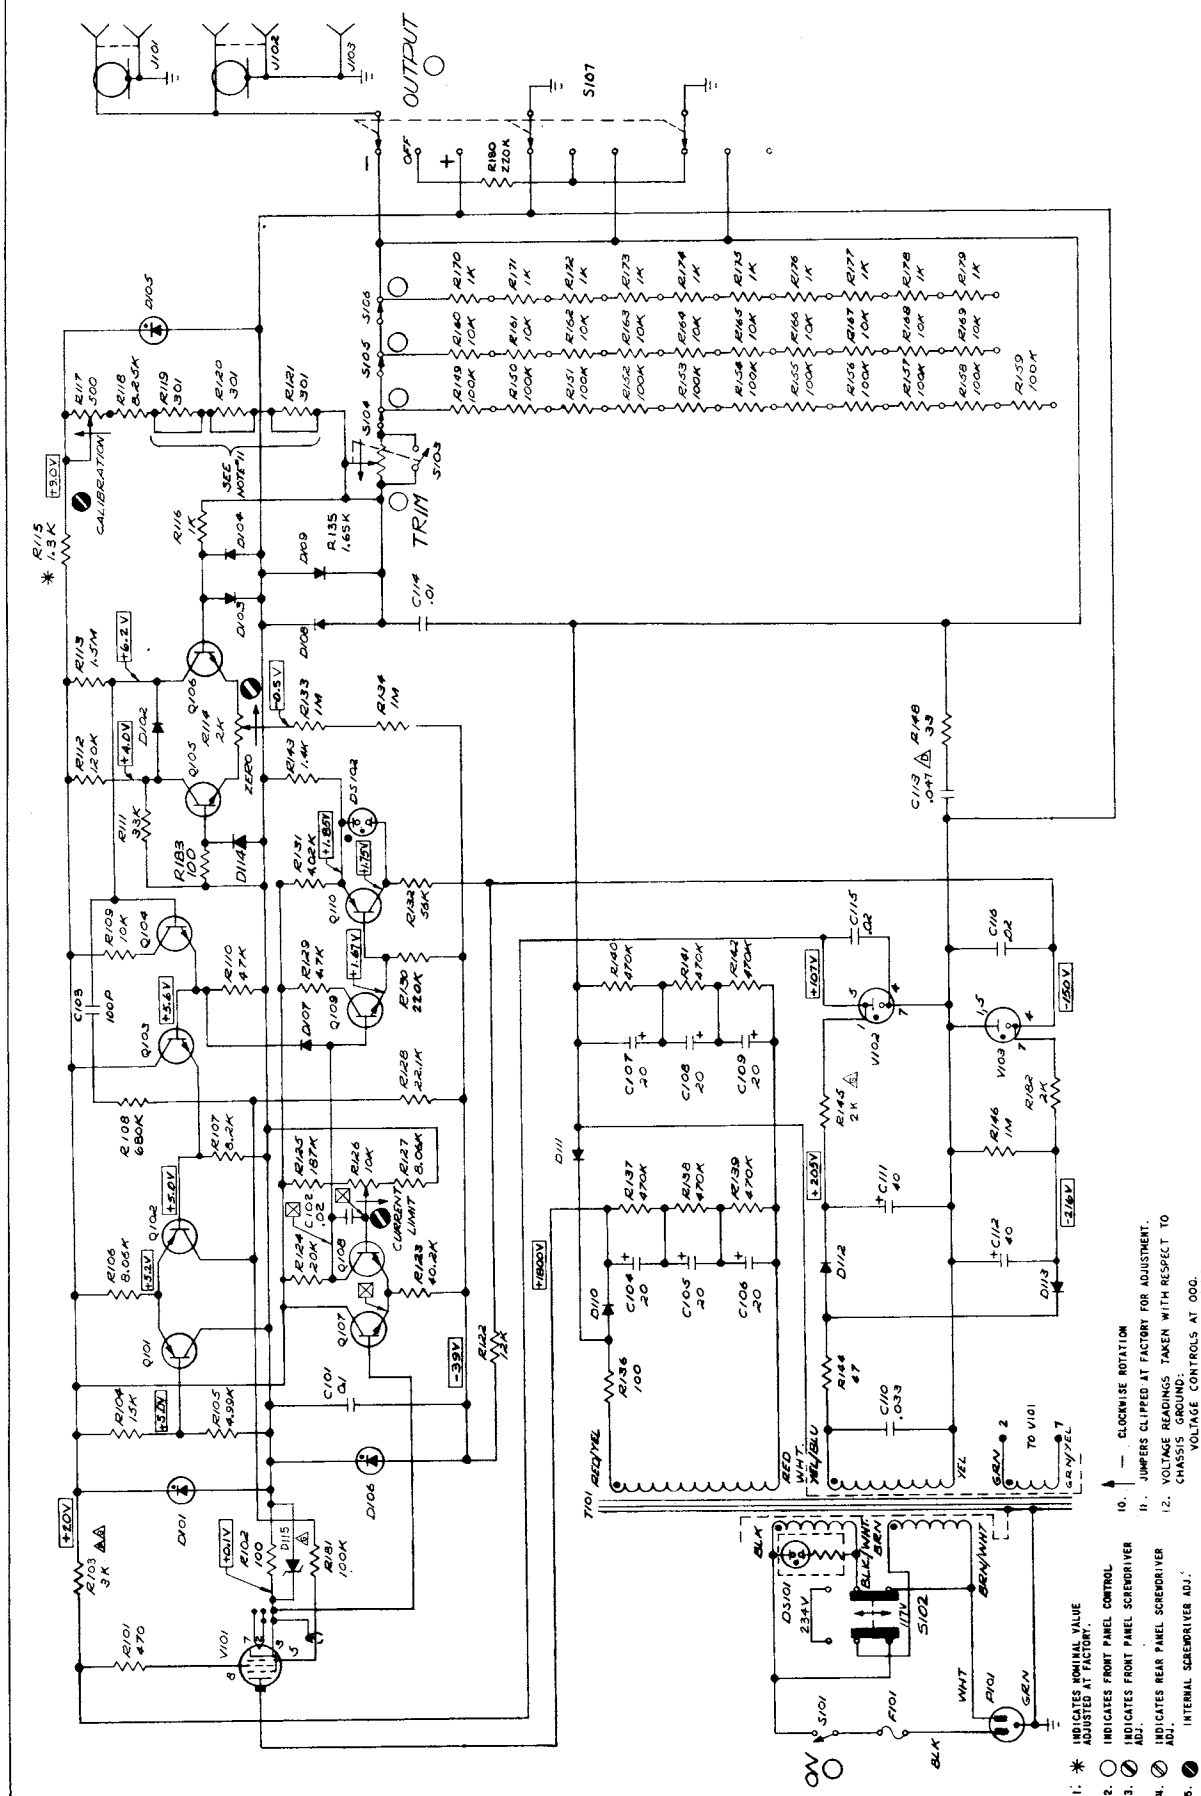 J101
J102
J103
OUTPUT
S107
-
OFF
+
R180
220K
D105
R117
500
R118
8.25K
R119
301
R120
301
R121
301
+9.0V
CALIBRATION
SEE
NOTE 11
* R115
1.3K
R116
1K
D104
D103
D109
R135
1.65K
TRIM
S103
S104
S105
S106
D108
C114
.01
R113
1.5M
+6.2V
D102
Q106
R114
2K
-0.5V
R133
1M
R134
1M
R112
120K
+4.0V
Q105
ZERO
R143
1.4K
DS102
R111
33K
R183
100
D114
R131
4.02K
+1.85V
+1.75V
Q110
R132
56K
R109
10K
Q104
R110
47K
R129
4.7K
+1.67V
R130
220K
C103
100P
Q103
+5.6V
D107
Q109
R128
22.1K
R108
680K
R107
8.2K
+5.0V
R125
187K
R126
10K
R127
8.06K
C102
.02
CURRENT
LIMIT
R106
8.06K
+5.2V
Q102
R124
20K
Q108
R123
40.2K
Q101
Q107
-39V
R122
12K
R104
15K
+5.0V
R105
4.99K
C101
0.1
D101
D106
+20V
R103
3K
+0.1V
R102
100
D115
R181
100K
R101
470
V101
8
7
2
3
5
R149
100K
R150
100K
R151
100K
R152
100K
R153
100K
R154
100K
R155
100K
R156
100K
R157
100K
R158
100K
R159
100K
R160
10K
R161
10K
R162
10K
R163
10K
R164
10K
R165
10K
R166
10K
R167
10K
R168
10K
R169
10K
R170
1K
R171
1K
R172
1K
R173
1K
R174
1K
R175
1K
R176
1K
R177
1K
R178
1K
R179
1K
C113
.047
R148
33
R140
470K
R141
470K
R142
470K
C107
20
C108
20
C109
20
D111
+1800V
R137
470K
R138
470K
R139
470K
D110
C104
20
C105
20
C106
20
R136
100
RED/YEL
RED
WHT.
T101
+107V
C115
.02
V102
1
5
4
7
R145
2K
C116
.02
-150V
V103
1,5
4
7
R182
2K
+205V
C111
40
R146
1M
C112
40
-216V
D112
D113
R144
47
C110
.033
YEL/BLU
YEL
GRN
2
TO V101
7
GRN/YEL
BLK
DS101
234V
BLK/WHT.
BRN
117V
S102
BRN/WHT
S101
F101
ON
BLK
WHT
P101
GRN
1. * INDICATES NOMINAL VALUE
ADJUSTED AT FACTORY.
2. INDICATES FRONT PANEL CONTROL
3. INDICATES FRONT PANEL SCREWDRIVER
ADJ.
4. INDICATES REAR PANEL SCREWDRIVER
ADJ.
5. INTERNAL SCREWDRIVER ADJ.
10. — CLOCKWISE ROTATION
11. JUMPERS CLIPPED AT FACTORY FOR ADJUSTMENT.
12. VOLTAGE READINGS TAKEN WITH RESPECT TO
CHASSIS GROUND:
VOLTAGE CONTROLS AT 000.